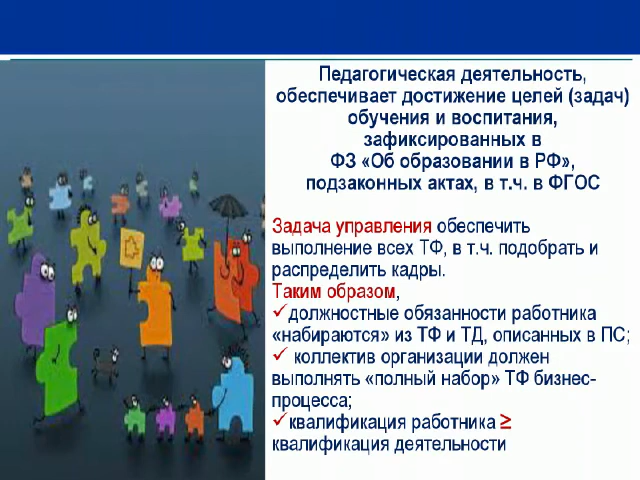 Педагогическая деятельность,
обеспечивает достижение целей (задач)
обучения и воспитания,
зафиксированных в
ФЗ «Об образовании в РФ»,
подзаконных актах, в т.ч. в ФГОС
Задача управления обеспечить
выполнение всех ТФ, в т.ч. подобрать и
распределить кадры.
Таким образом,
✓должностные обязанности работника
«набираются» из ТФ и ТД, описанных в ПС;
✓ коллектив организации должен
выполнять «полный набор» ТФ бизнес-
процесса;
✓квалификация работника ≥
квалификация деятельности